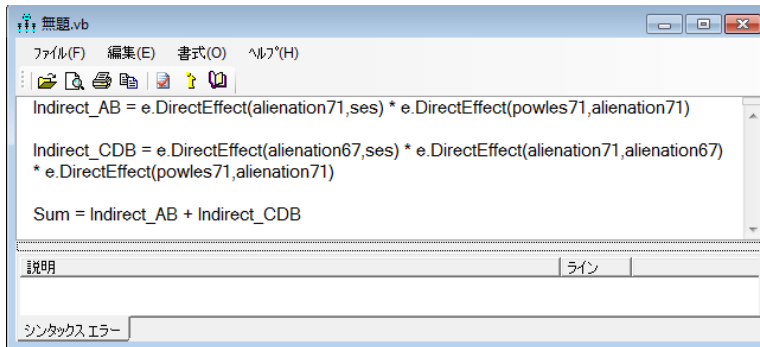 無題.vb
ファイル(F) 編集(E) 書式(O) ヘルプ(H)
Indirect_AB = e.DirectEffect(alienation71,ses) * e.DirectEffect(powles71,alienation71)
Indirect_CDB = e.DirectEffect(alienation67,ses) * e.DirectEffect(alienation71,alienation67)
* e.DirectEffect(powles71,alienation71)
Sum = Indirect_AB + Indirect_CDB
説明 ライン
シンタックス エラー